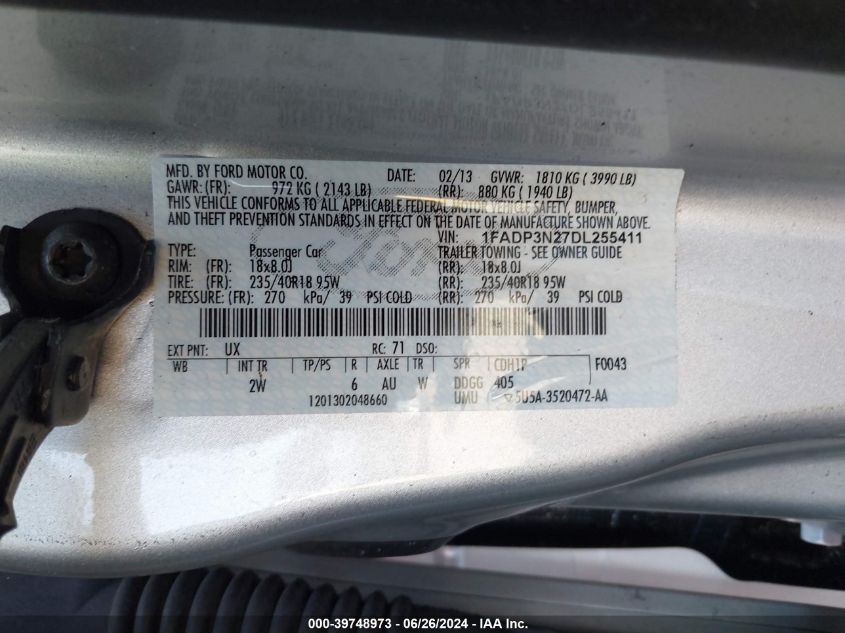 MFD. BY FORD MOTOR CO. DATE: 02/13 GVWR: 1810 KG ( 3990 LB)
GAWR: (FR): 972 KG ( 2143 LB) (RR): 880 KG ( 1940 LB)
THIS VEHICLE CONFORMS TO ALL APPLICABLE FEDERAL MOTOR VEHICLE SAFETY, BUMPER,
AND THEFT PREVENTION STANDARDS IN EFFECT ON THE DATE OF MANUFACTURE SHOWN ABOVE.
VIN: 1FADP3N27DL255411
TYPE: Passenger Car TRAILER TOWING - SEE OWNER GUIDE
RIM: (FR): 18x8.0J (RR): 18x8.0J
TIRE: (FR): 235/40R18 95W (RR): 235/40R18 95W
PRESSURE: (FR): 270 kPa/ 39 PSI COLD (RR): 270 kPa/ 39 PSI COLD
EXT PNT: UX RC: 71 DSO:
WB INT TR TP/PS R AXLE TR SPR CDH1P F0043
2W 6 AU W DDGG 405
1201302048660 UMU 5U5A-3520472-AA
000-39748973 - 06/26/2024 - IAA Inc.